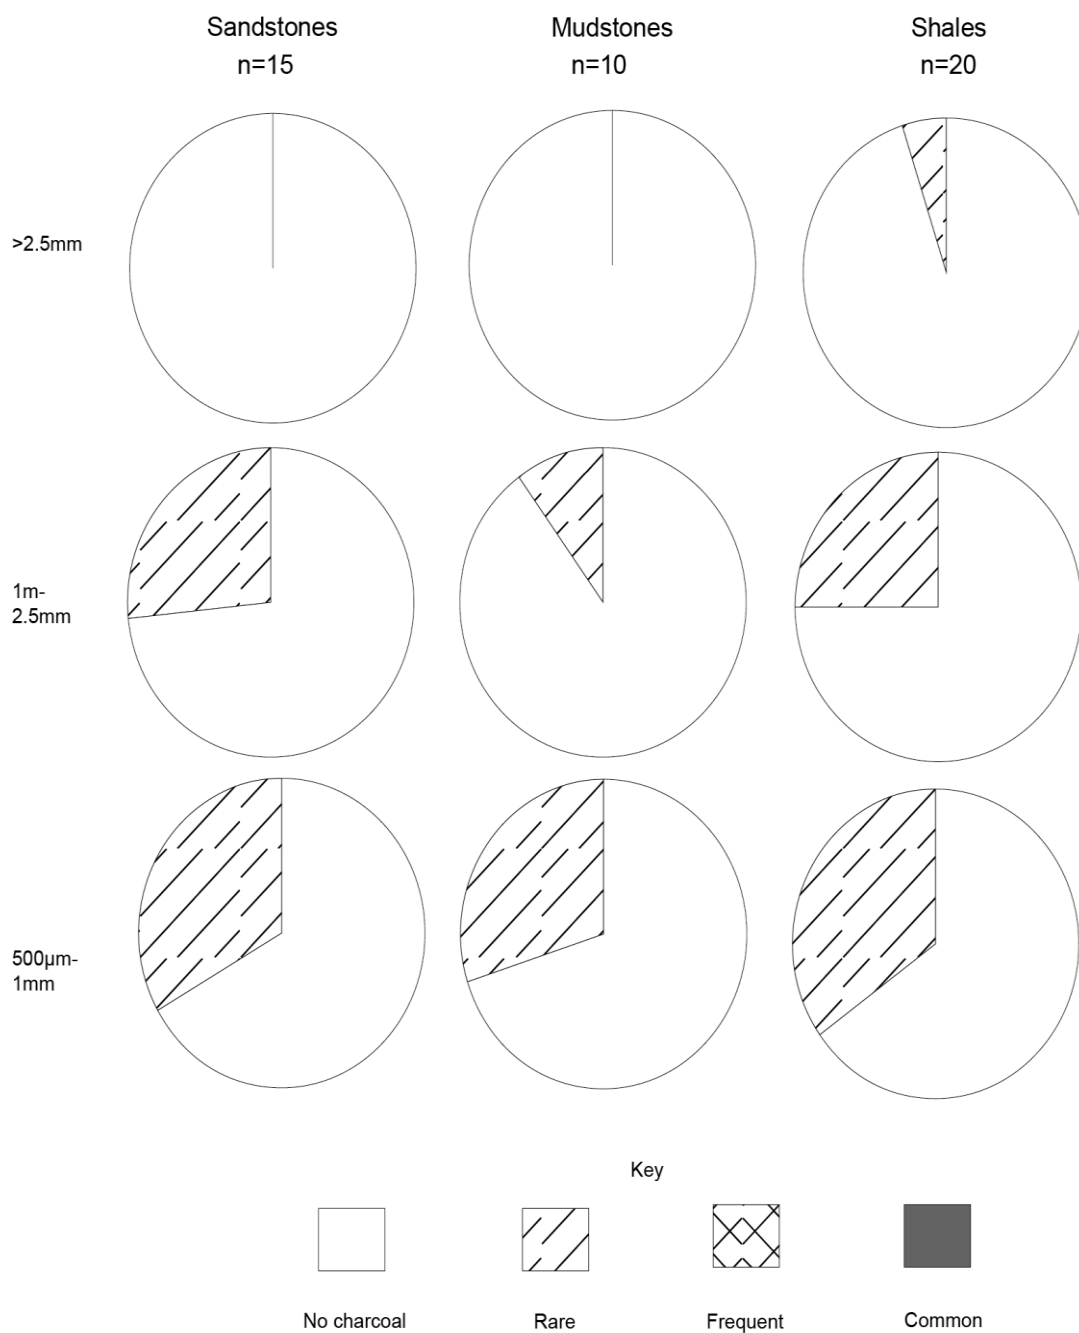 Sandstones
n=15
Mudstones
n=10
Shales
n=20
>2.5mm
1m-
2.5mm
500µm-
1mm
Key
No charcoal
Rare
Frequent
Common